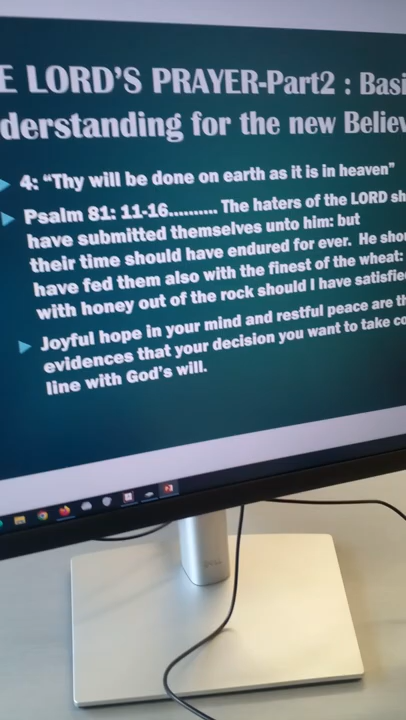 E LORD'S PRAYER-Part2 : Basi
derstanding for the new Believ
4: “Thy will be done on earth as it is in heaven”
Psalm 81: 11-16.......... The haters of the LORD sh
have submitted themselves unto him: but
their time should have endured for ever. He shou
have fed them also with the finest of the wheat:
with honey out of the rock should I have satisfie
Joyful hope in your mind and restful peace are th
evidences that your decision you want to take co
line with God's will.